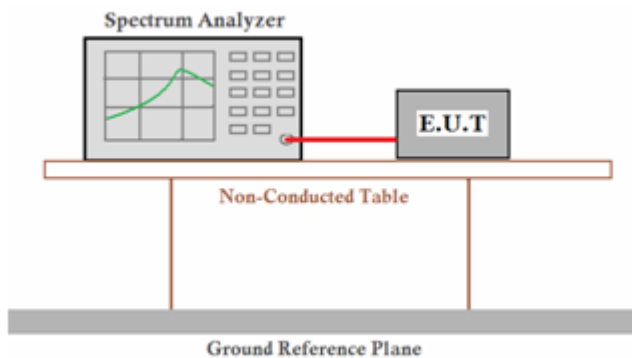 Spectrum Analyzer
E.U.T
Non-Conducted Table
Ground Reference Plane